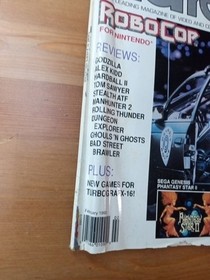 LEADING MAGAZINE OF VIDEO AND
ROBOCOP
FOR NINTENDO
REVIEWS:
GODZILLA
ALEX KIDD
HARDBALL II
TOM SAWYER
STEALTH ATF
MANHUNTER 2
ROLLING THUNDER
DUNGEON
EXPLORER
GHOULS 'N GHOSTS
BAD STREET
BRAWLER
PLUS:
NEW GAMES FOR
TURBOGRAFX-16!
SEGA GENESIS
PHANTASY STAR II
February